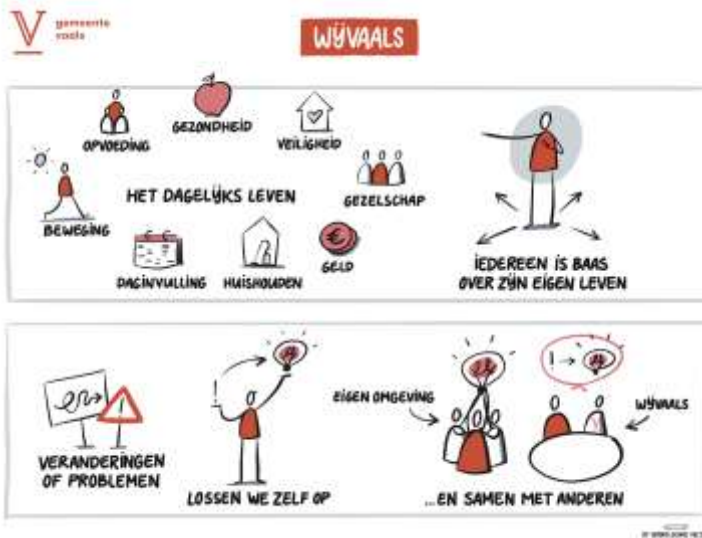 V
gemeente
vaals
WIJVAALS
OPVOEDING
GEZONDHEID
VEILIGHEID
HET DAGELIJKS LEVEN
GEZELSCHAP
BEWEGING
€
DAGINVULLING
HUISHOUDEN
GELD
IEDEREEN IS BAAS
OVER ZIJN EIGEN LEVEN
!
!
!
EIGEN OMGEVING
WIJVAALS
VERANDERINGEN
OF PROBLEMEN
LOSSEN WE ZELF OP
...EN SAMEN MET ANDEREN